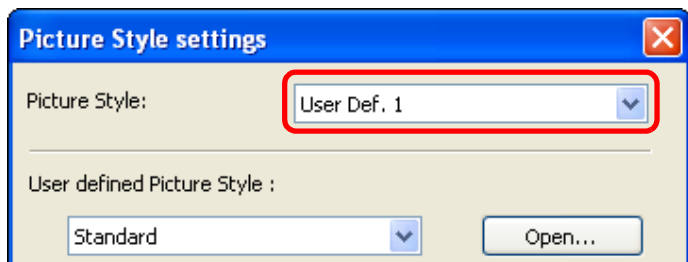 Picture Style settings
Picture Style: User Def. 1
User defined Picture Style :
Standard Open...